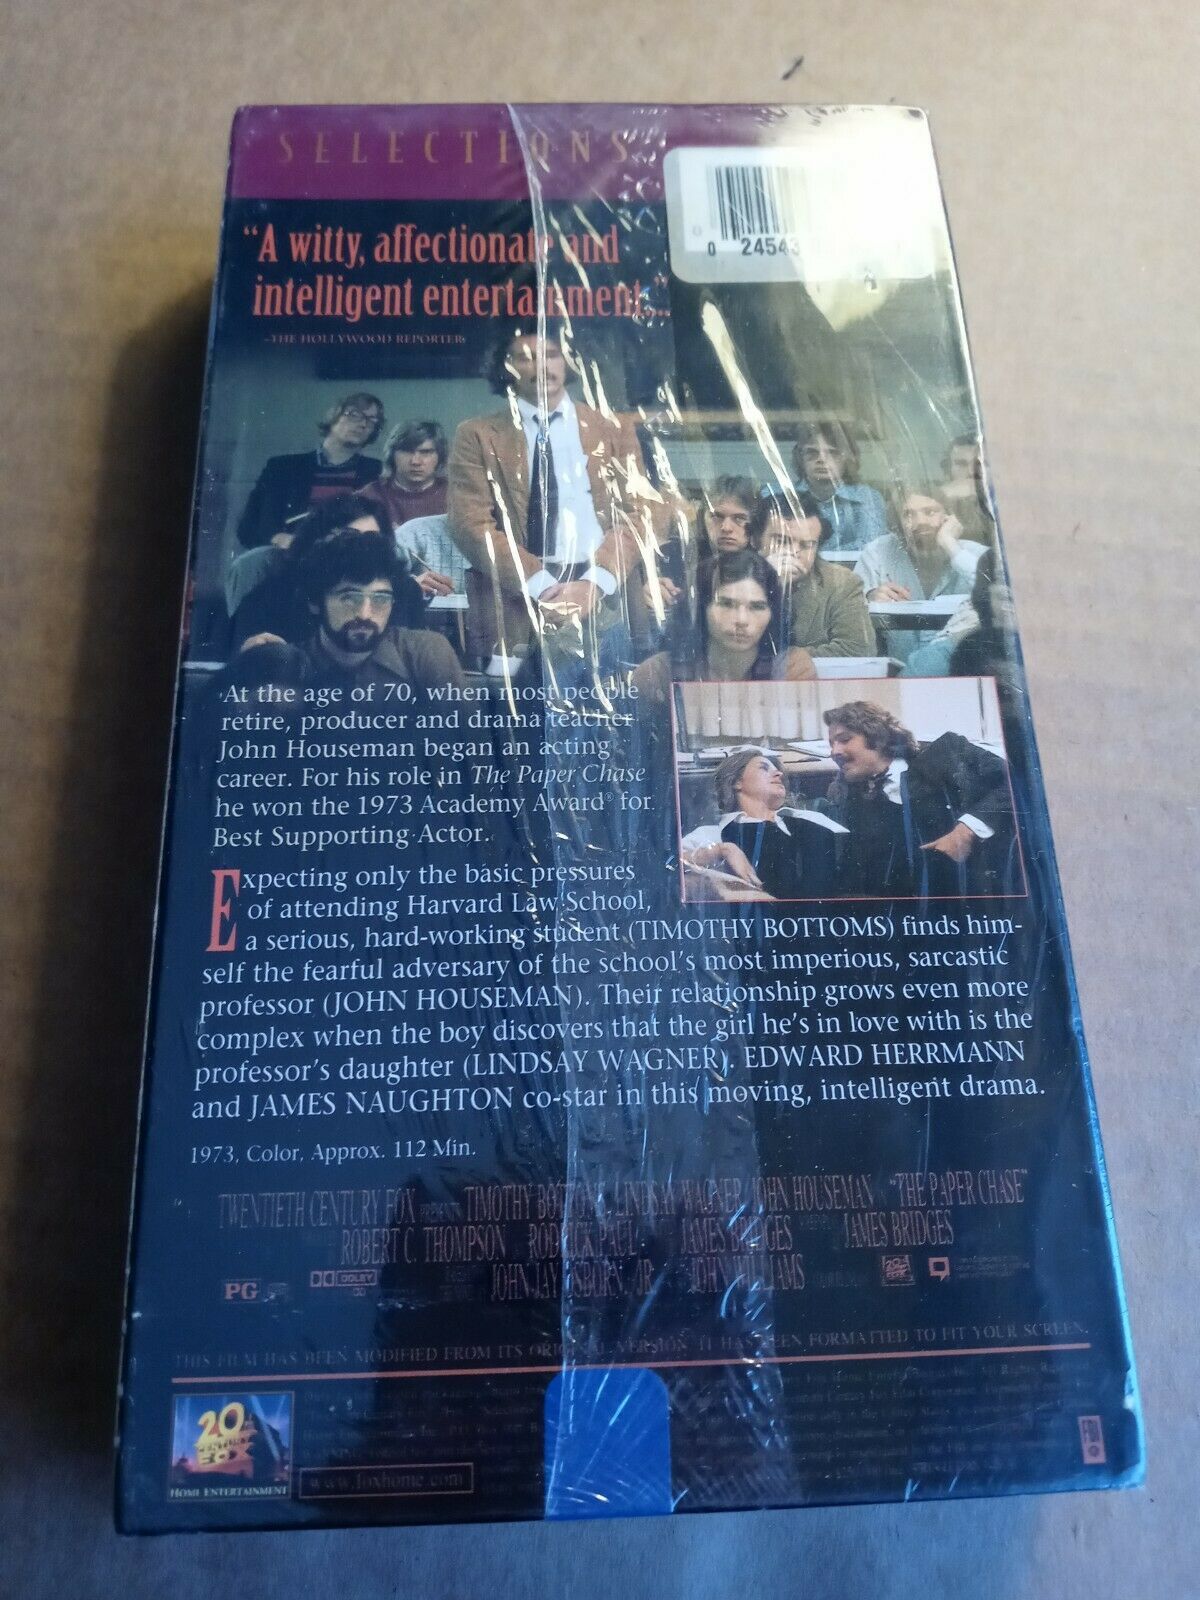 SELECTIONS
0 24543
"A witty, affectionate and
intelligent entertainment..."
-THE HOLLYWOOD REPORTER
At the age of 70, when most people
retire, producer and drama teacher
John Houseman began an acting
career. For his role in The Paper Chase
he won the 1973 Academy Award® for
Best Supporting Actor.
Expecting only the basic pressures
of attending Harvard Law School,
a serious, hard-working student (TIMOTHY BOTTOMS) finds him-
self the fearful adversary of the school's most imperious, sarcastic
professor (JOHN HOUSEMAN). Their relationship grows even more
complex when the boy discovers that the girl he's in love with is the
professor's daughter (LINDSAY WAGNER). EDWARD HERRMANN
and JAMES NAUGHTON co-star in this moving, intelligent drama.
1973, Color, Approx. 112 Min.
TWENTIETH CENTURY FOX PRESENTS TIMOTHY BOTTOMS, LINDSAY WAGNER, JOHN HOUSEMAN "THE PAPER CHASE"
ROBERT C. THOMPSON RODRICK PAUL JAMES BRIDGES JAMES BRIDGES
PG DOLBY JOHN JAY OSBORN, JR. JOHN WILLIAMS
THIS FILM HAS BEEN MODIFIED FROM ITS ORIGINAL VERSION. IT HAS BEEN FORMATTED TO FIT YOUR SCREEN.
20th
CENTURY
FOX
HOME ENTERTAINMENT
www.foxhome.com